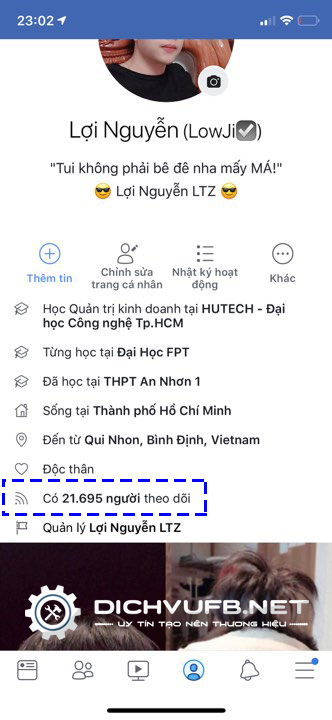 23:02
Lợi Nguyễn (LowJi☑)
"Tui không phải bê đê nha mấy MÁ!"
😎 Lợi Nguyễn LTZ 😎
Thêm tin
Chỉnh sửa
trang cá nhân
Nhật ký hoạt
động
Khác
Học Quản trị kinh doanh tại HUTECH - Đại
học Công nghệ Tp.HCM
Từng học tại Đại Học FPT
Đã học tại THPT An Nhơn 1
Sống tại Thành phố Hồ Chí Minh
Đến từ Qui Nhon, Bình Định, Vietnam
Độc thân
Có 21.695 người theo dõi
Quản lý Lợi Nguyễn LTZ
DICHVUFB.NET
UY TÍN TẠO NÊN THƯƠNG HIỆU